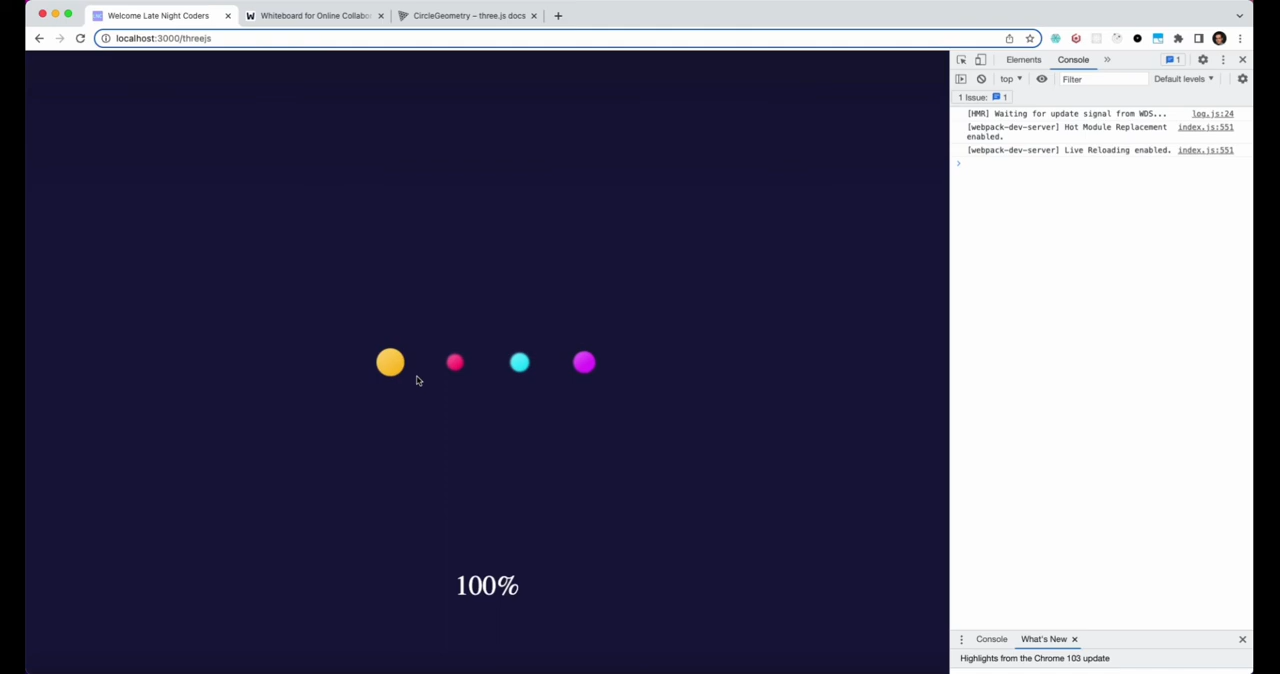 Welcome Late Night Coders
Whiteboard for Online Collabo
CircleGeometry – three.js docs
localhost:3000/threejs
Elements
Console
1
top
Filter
Default levels
1 Issue:
1
[HMR] Waiting for update signal from WDS...
log.js:24
[webpack-dev-server] Hot Module Replacement enabled.
index.js:551
[webpack-dev-server] Live Reloading enabled.
index.js:551
100%
Console
What's New
Highlights from the Chrome 103 update